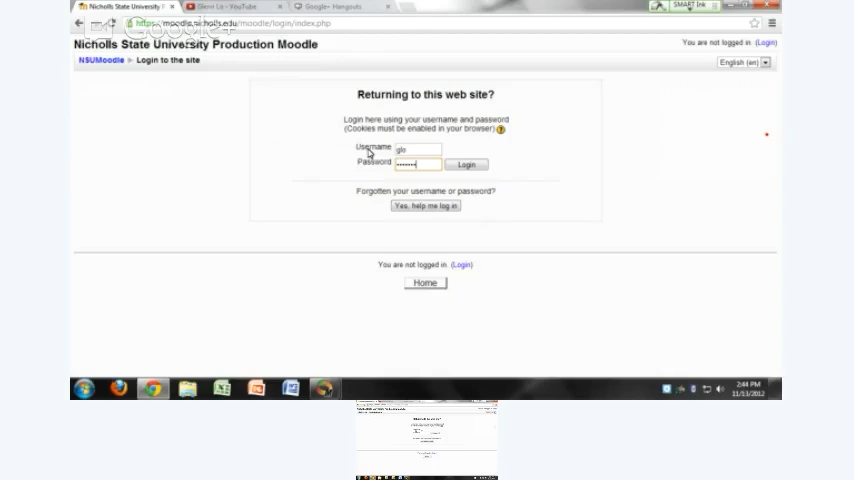 Nicholls State University P
Glenn Lo - YouTube
Google+ Hangouts
SMART Ink
https://moodle.nicholls.edu/moodle/login/index.php
Google+
Nicholls State University Production Moodle
You are not logged in. (Login)
NSUMoodle ► Login to the site
English (en)
Returning to this web site?
Login here using your username and password
(Cookies must be enabled in your browser)
Username glo
Password ••••••• Login
Forgotten your username or password?
Yes, help me log in
You are not logged in. (Login)
Home
2:44 PM
11/13/2012